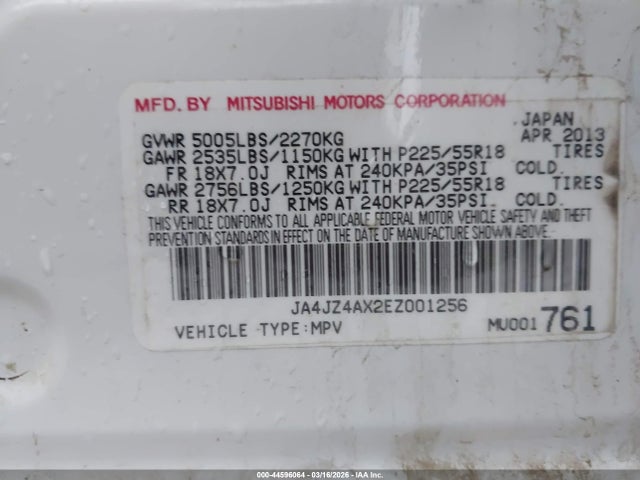 MFD. BY MITSUBISHI MOTORS CORPORATION
JAPAN
GVWR 5005LBS/2270KG APR 2013
GAWR 2535LBS/1150KG WITH P225/55R18 TIRES
FR 18X7.0J RIMS AT 240KPA/35PSI COLD.
GAWR 2756LBS/1250KG WITH P225/55R18 TIRES
RR 18X7.0J RIMS AT 240KPA/35PSI COLD.
THIS VEHICLE CONFORMS TO ALL APPLICABLE FEDERAL MOTOR VEHICLE SAFETY AND THEFT
PREVENTION STANDARDS IN EFFECT ON THE DATE OF MANUFACTURE SHOWN ABOVE.
JA4JZ4AX2EZ001256
VEHICLE TYPE:MPV MU001 761
000-44596064 | 03/16/2026 | IAA Inc.